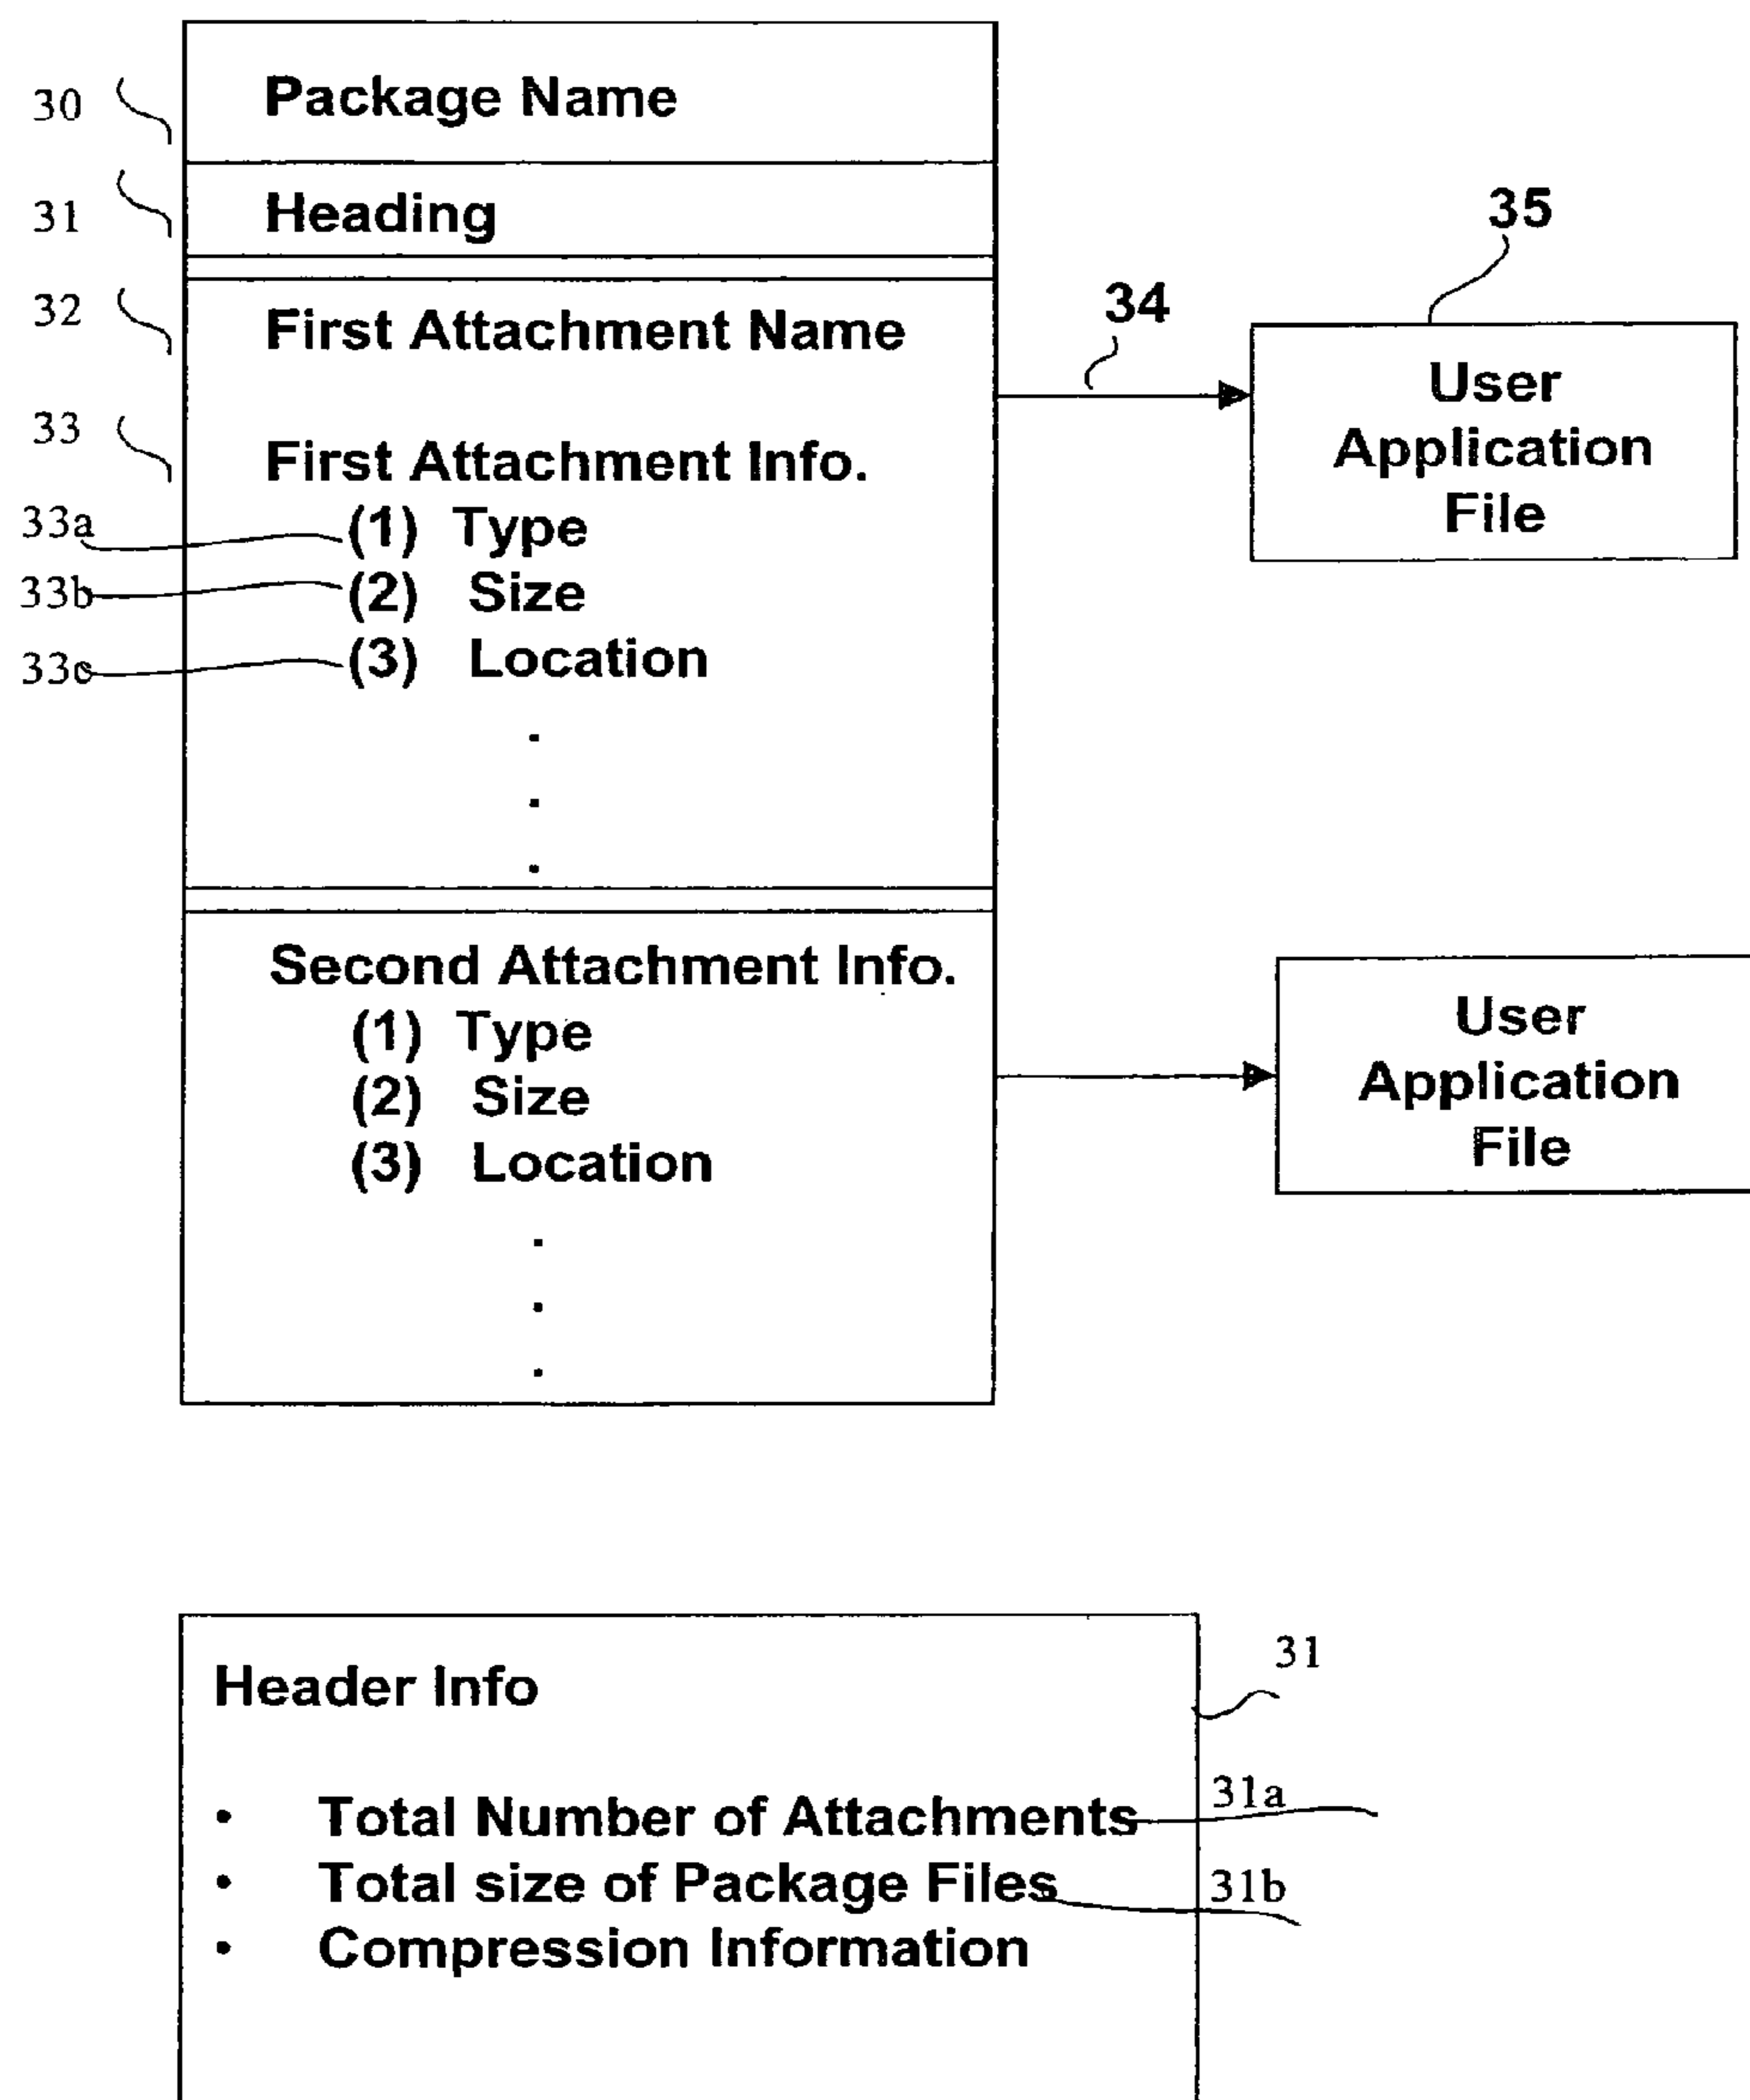 30 Package Name
31 Heading
35
34
32 First Attachment Name
User
Application
File
33 First Attachment Info.
33a (1) Type
33b (2) Size
33c (3) Location
.
.
.
Second Attachment Info.
(1) Type
(2) Size
(3) Location
.
.
.
User
Application
File
Header Info
31
• Total Number of Attachments 31a
• Total size of Package Files 31b
• Compression Information